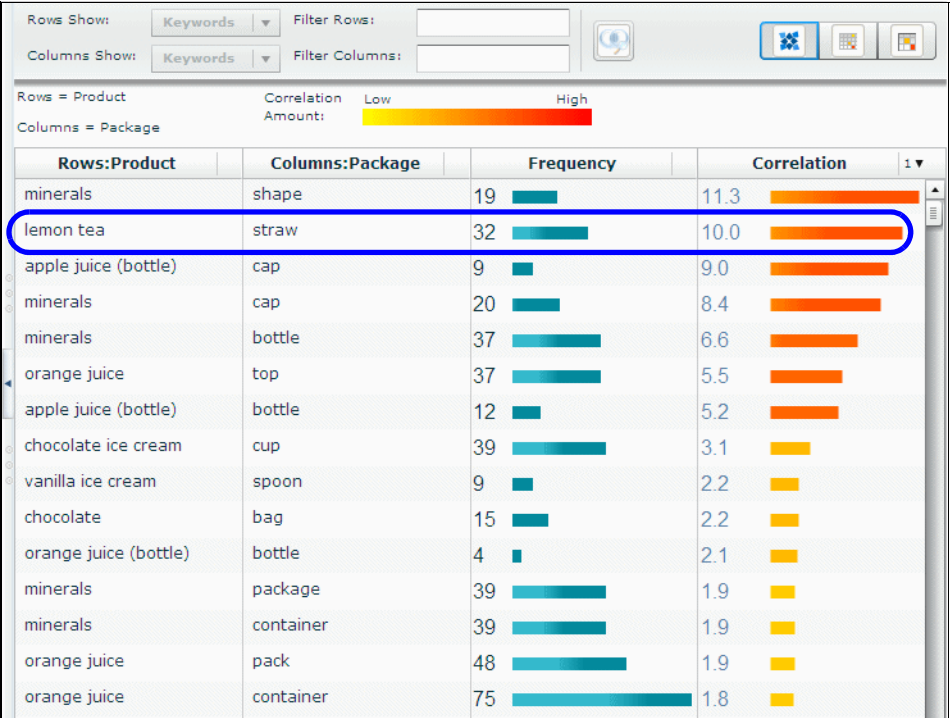 Rows Show: Keywords ▼ Filter Rows:
Columns Show: Keywords ▼ Filter Columns:
Rows = Product Correlation Amount: Low High
Columns = Package
Rows:Product Columns:Package Frequency Correlation 1▼
minerals shape 19 11.3
lemon tea straw 32 10.0
apple juice (bottle) cap 9 9.0
minerals cap 20 8.4
minerals bottle 37 6.6
orange juice top 37 5.5
apple juice (bottle) bottle 12 5.2
chocolate ice cream cup 39 3.1
vanilla ice cream spoon 9 2.2
chocolate bag 15 2.2
orange juice (bottle) bottle 4 2.1
minerals package 39 1.9
minerals container 39 1.9
orange juice pack 48 1.9
orange juice container 75 1.8